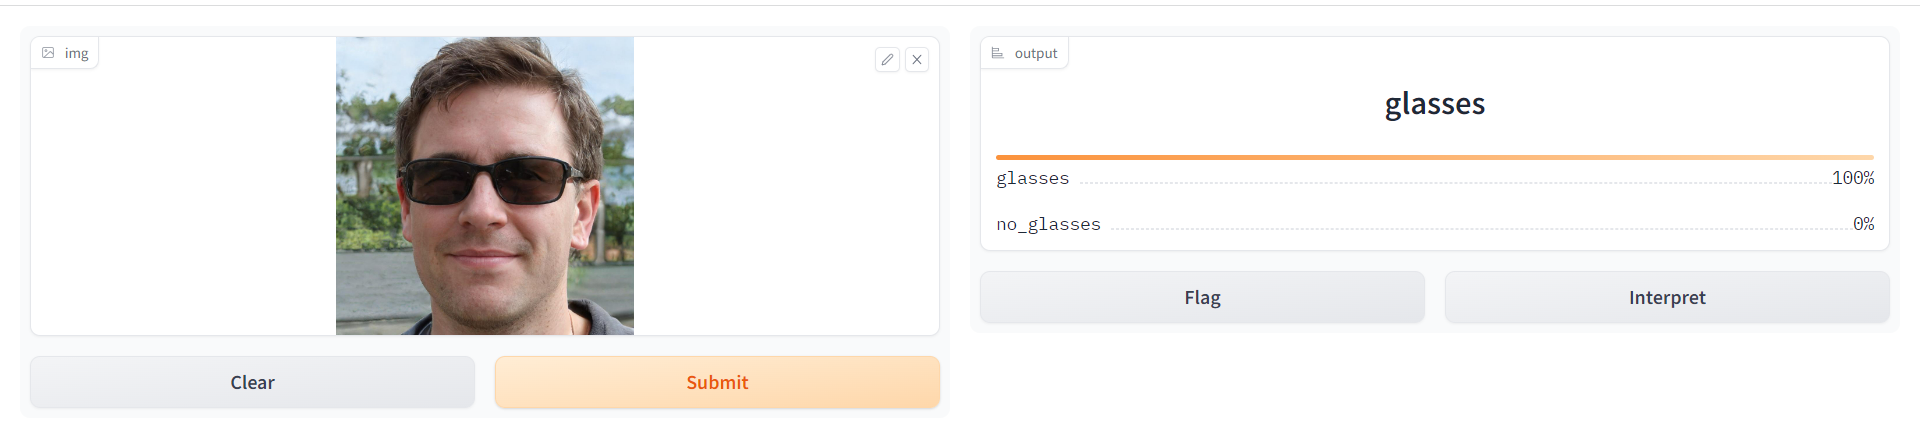 img
output
glasses
glasses 100%
no_glasses 0%
Flag Interpret
Clear Submit